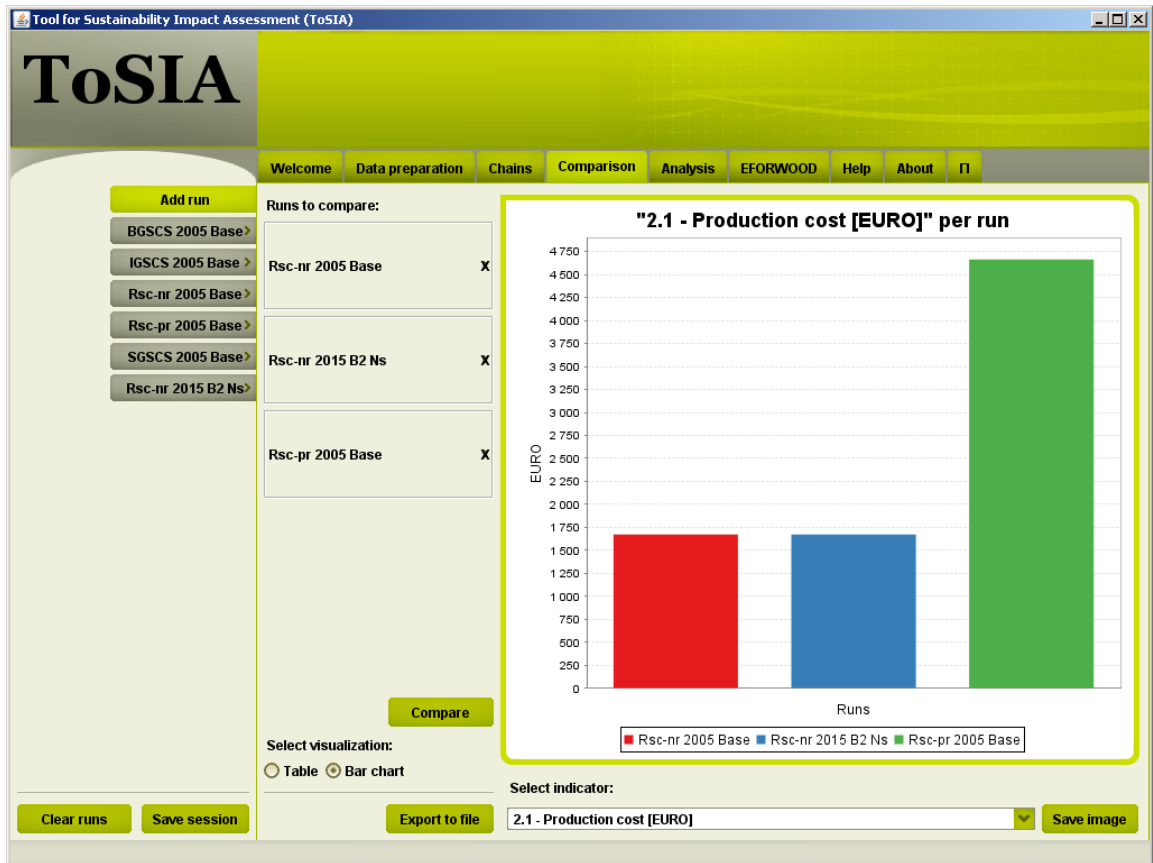 Tool for Sustainability Impact Assessment (ToSIA)
ToSIA
Welcome Data preparation Chains Comparison Analysis EFORWOOD Help About Π
Add run
BGSCS 2005 Base>
IGSCS 2005 Base >
Rsc-nr 2005 Base>
Rsc-pr 2005 Base>
SGSCS 2005 Base>
Rsc-nr 2015 B2 Ns>
Runs to compare:
Rsc-nr 2005 Base X
Rsc-nr 2015 B2 Ns X
Rsc-pr 2005 Base X
Compare
Select visualization:
Table Bar chart
Export to file
Clear runs Save session
"2.1 - Production cost [EURO]" per run
4 750
4 500
4 250
4 000
3 750
3 500
3 250
3 000
2 750
2 500
2 250
2 000
1 750
1 500
1 250
1 000
750
500
250
0
EURO
Runs
Rsc-nr 2005 Base Rsc-nr 2015 B2 Ns Rsc-pr 2005 Base
Select indicator:
2.1 - Production cost [EURO]
Save image